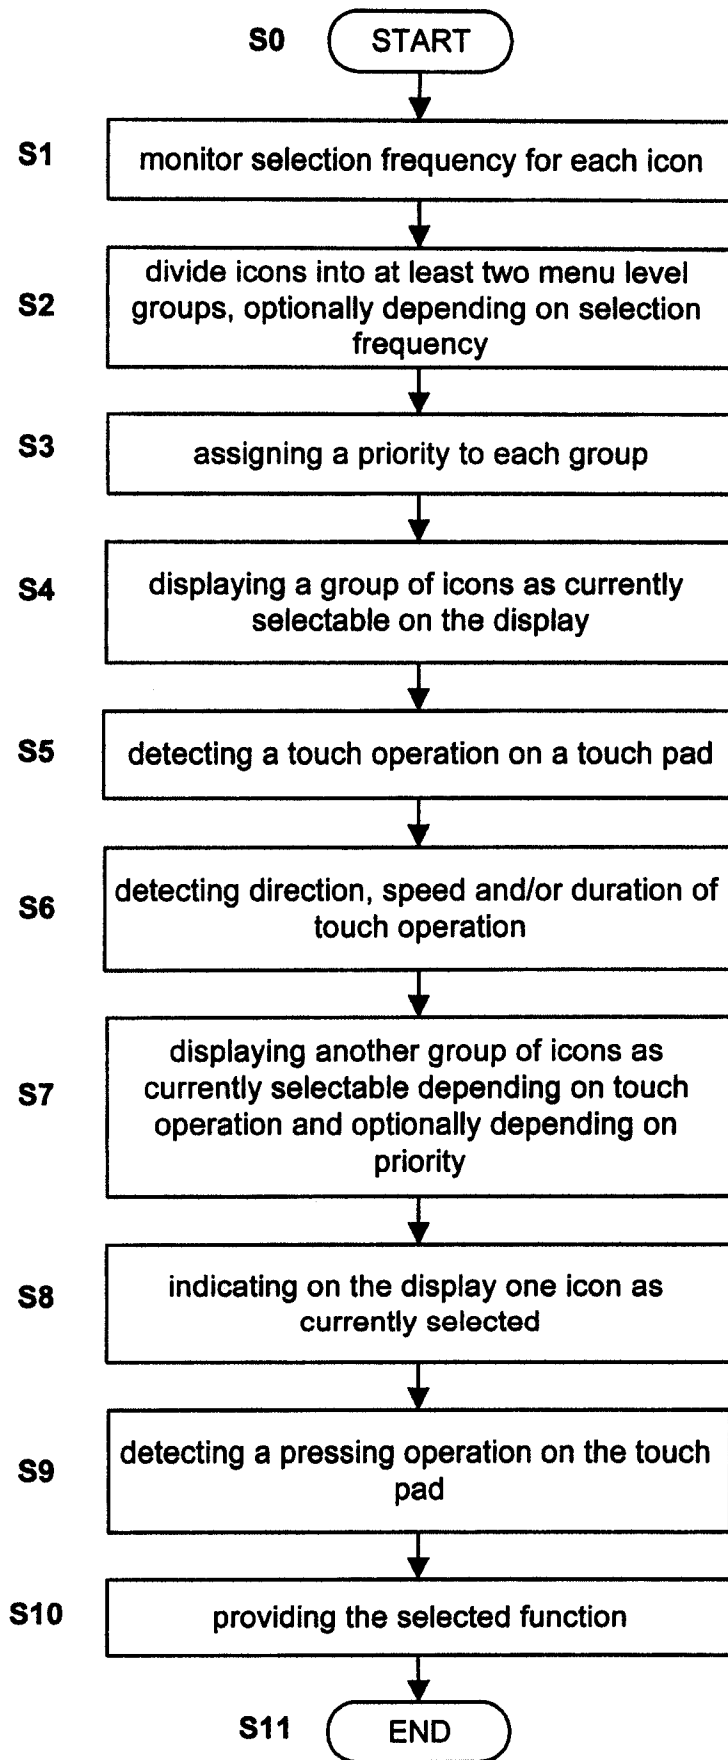 S0 START
S1 monitor selection frequency for each icon
S2 divide icons into at least two menu level
groups, optionally depending on selection
frequency
S3 assigning a priority to each group
S4 displaying a group of icons as currently
selectable on the display
S5 detecting a touch operation on a touch pad
S6 detecting direction, speed and/or duration of
touch operation
S7 displaying another group of icons as
currently selectable depending on touch
operation and optionally depending on
priority
S8 indicating on the display one icon as
currently selected
S9 detecting a pressing operation on the touch
pad
S10 providing the selected function
S11 END